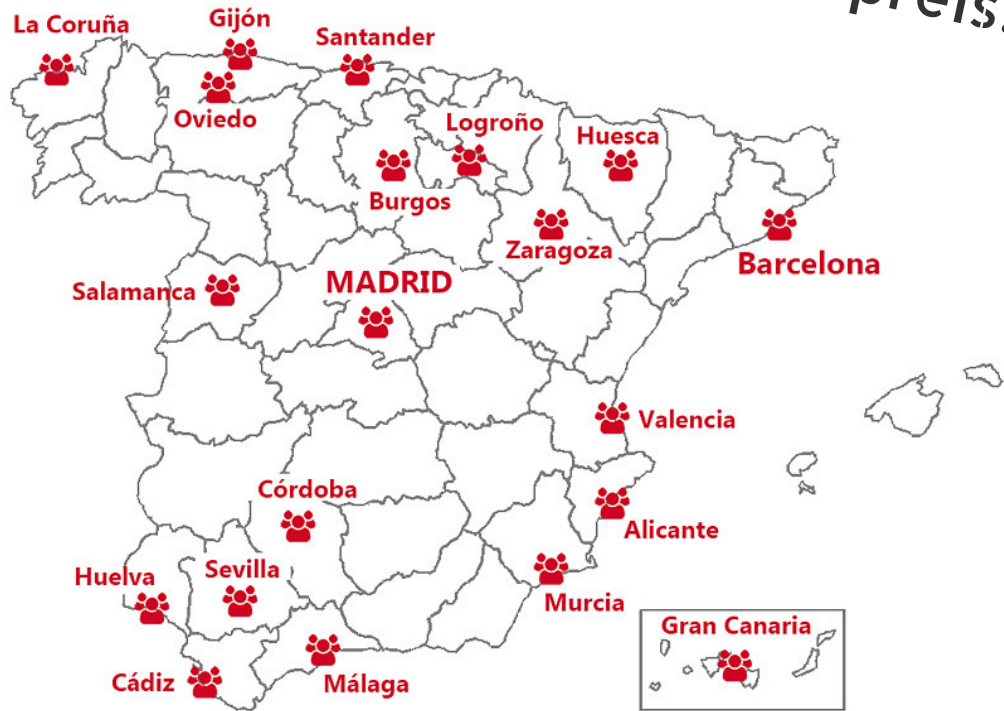 preis.
La Coruña
Gijón
Santander
Oviedo
Logroño
Huesca
Burgos
Zaragoza
Barcelona
Salamanca
MADRID
Valencia
Córdoba
Alicante
Huelva
Sevilla
Murcia
Gran Canaria
Cádiz
Málaga